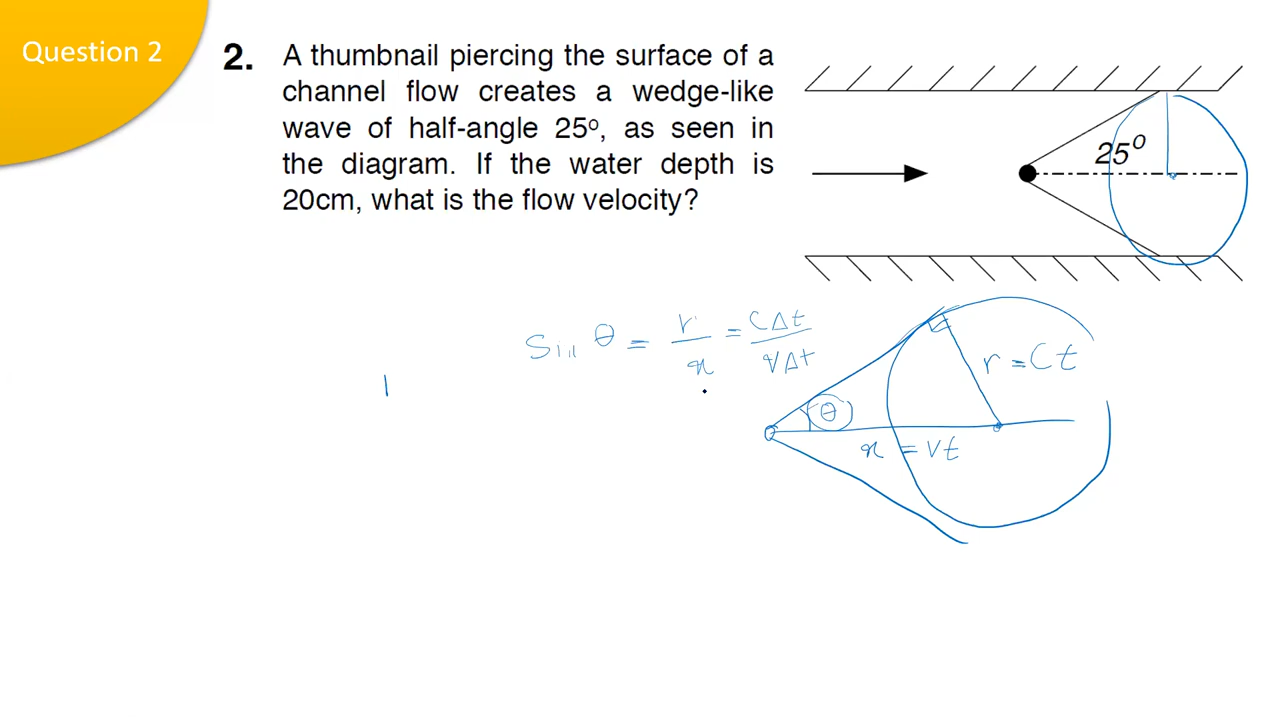 Question 2
2. A thumbnail piercing the surface of a
channel flow creates a wedge-like
wave of half-angle 25º, as seen in
the diagram. If the water depth is
20cm, what is the flow velocity?
25⁰
Sin θ = r/x = CΔt/VΔt
r = Ct
θ
x = Vt